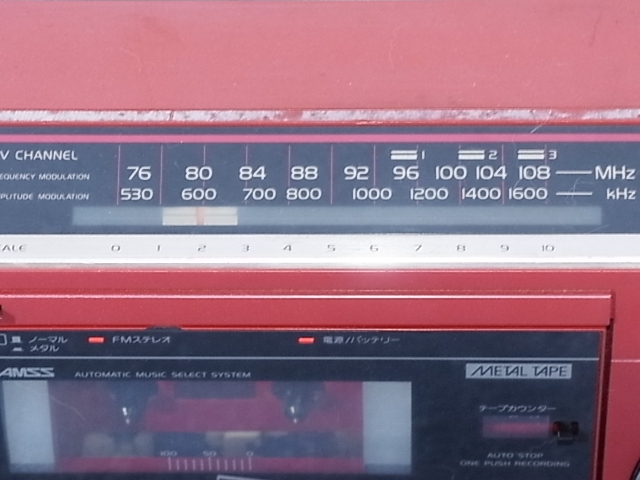 V CHANNEL 1 2 3
EQUENCY MODULATION 76 80 84 88 92 96 100 104 108 MHz
PLITUDE MODULATION 530 600 700 800 1000 1200 1400 1600 kHz
CALE 0 1 2 3 4 5 6 7 8 9 10
ノーマル FMステレオ 電源/バッテリー
メタル
AMSS AUTOMATIC MUSIC SELECT SYSTEM METAL TAPE
テープカウンター
100 50 0
AUTO STOP
ONE PUSH RECORDING